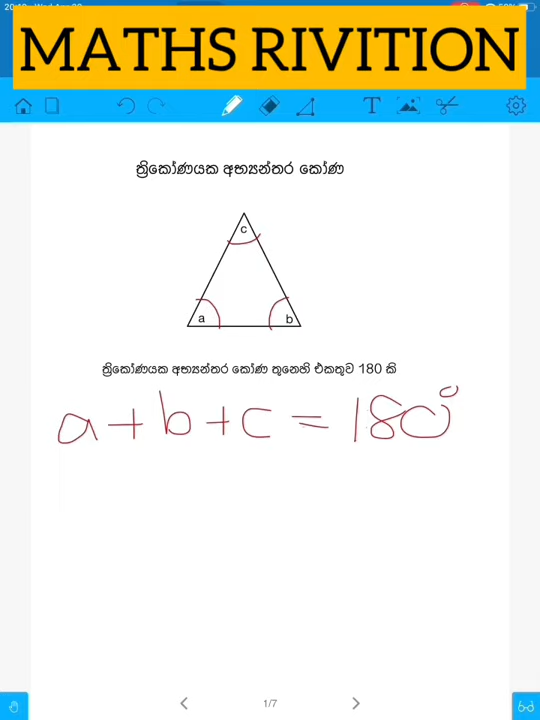 MATHS RIVITION
T
ත්‍රිකෝණයක අභ්‍යන්තර කෝණ
c
a
b
ත්‍රිකෝණයක අභ්‍යන්තර කෝණ තුනෙහි එකතුව 180 කි
a + b + c = 180°
1/7